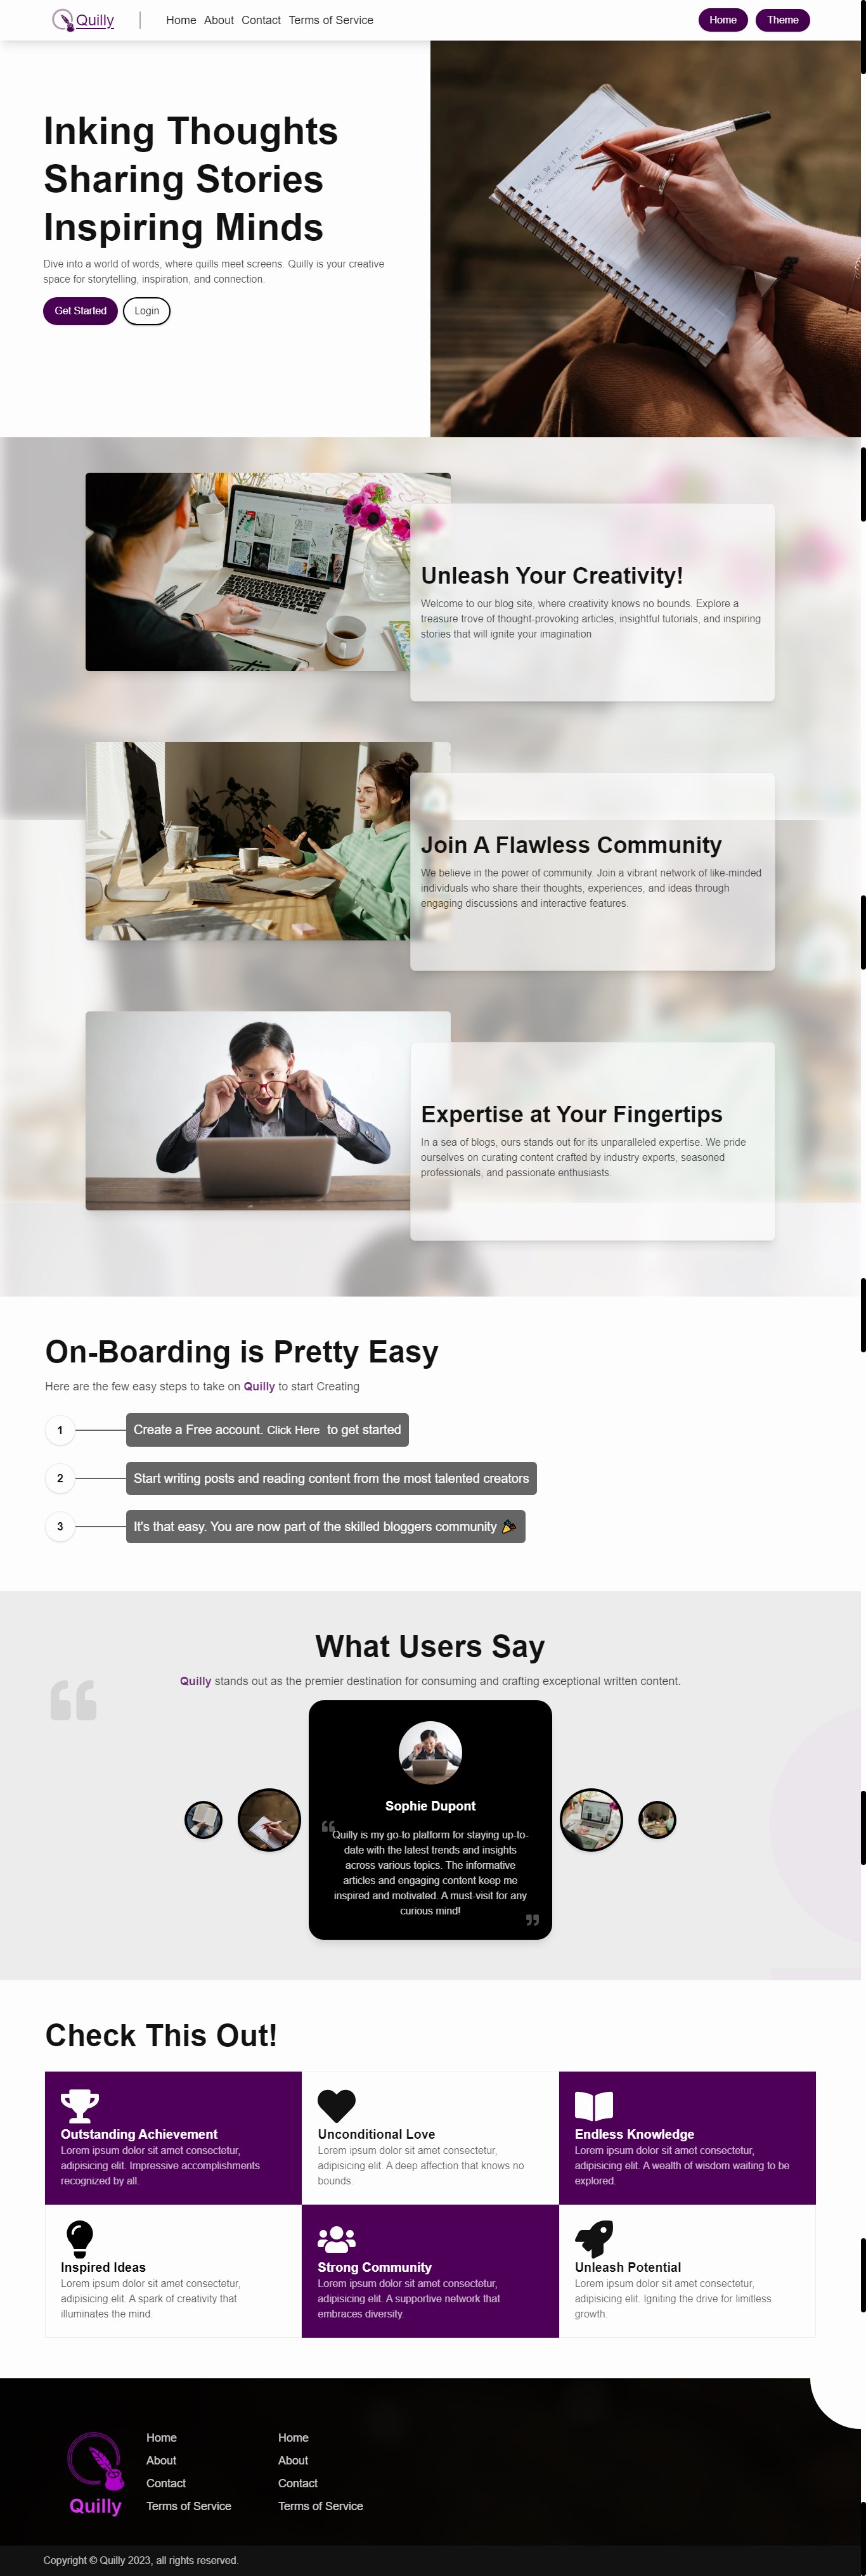 Quilly
Home About Contact Terms of Service
Home Theme
Inking Thoughts
Sharing Stories
Inspiring Minds
Dive into a world of words, where quills meet screens. Quilly is your creative
space for storytelling, inspiration, and connection.
Get Started Login
Unleash Your Creativity!
Welcome to our blog site, where creativity knows no bounds. Explore a
treasure trove of thought-provoking articles, insightful tutorials, and inspiring
stories that will ignite your imagination
Join A Flawless Community
We believe in the power of community. Join a vibrant network of like-minded
individuals who share their thoughts, experiences, and ideas through
engaging discussions and interactive features.
Expertise at Your Fingertips
In a sea of blogs, ours stands out for its unparalleled expertise. We pride
ourselves on curating content crafted by industry experts, seasoned
professionals, and passionate enthusiasts.
On-Boarding is Pretty Easy
Here are the few easy steps to take on Quilly to start Creating
1 Create a Free account. Click Here to get started
2 Start writing posts and reading content from the most talented creators
3 It's that easy. You are now part of the skilled bloggers community 🎉
What Users Say
Quilly stands out as the premier destination for consuming and crafting exceptional written content.
Sophie Dupont
Quilly is my go-to platform for staying up-to-
date with the latest trends and insights
across various topics. The informative
articles and engaging content keep me
inspired and motivated. A must-visit for any
curious mind!
Check This Out!
Outstanding Achievement
Lorem ipsum dolor sit amet consectetur,
adipisicing elit. Impressive accomplishments
recognized by all.
Unconditional Love
Lorem ipsum dolor sit amet consectetur,
adipisicing elit. A deep affection that knows no
bounds.
Endless Knowledge
Lorem ipsum dolor sit amet consectetur,
adipisicing elit. A wealth of wisdom waiting to be
explored.
Inspired Ideas
Lorem ipsum dolor sit amet consectetur,
adipisicing elit. A spark of creativity that
illuminates the mind.
Strong Community
Lorem ipsum dolor sit amet consectetur,
adipisicing elit. A supportive network that
embraces diversity.
Unleash Potential
Lorem ipsum dolor sit amet consectetur,
adipisicing elit. Igniting the drive for limitless
growth.
Quilly
Home
About
Contact
Terms of Service
Home
About
Contact
Terms of Service
Copyright © Quilly 2023, all rights reserved.